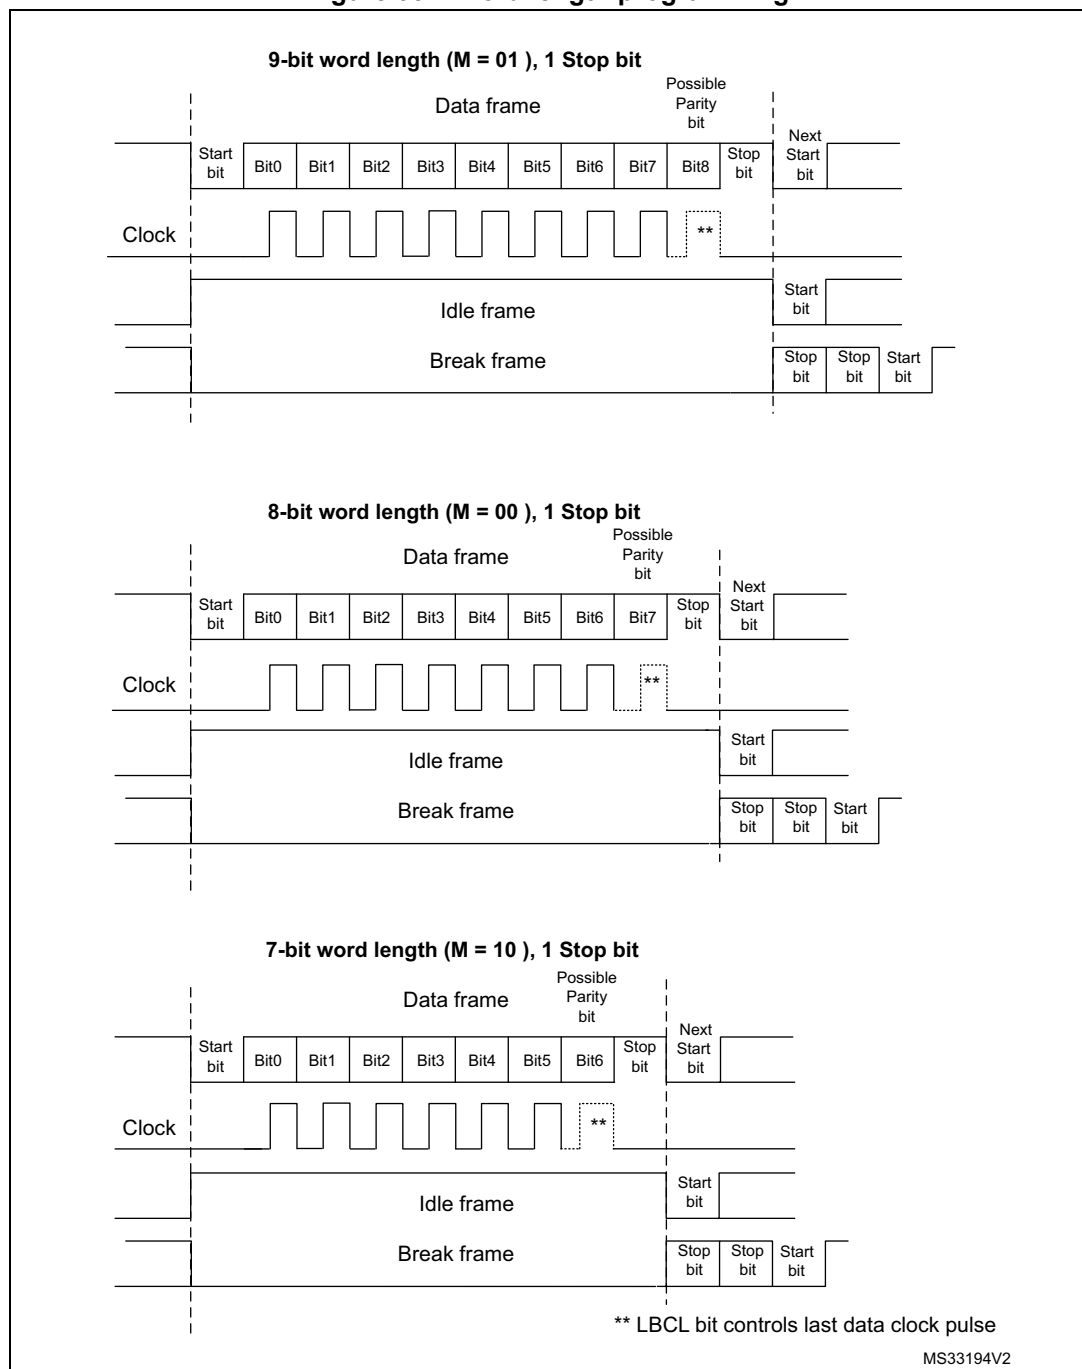 9-bit word length (M = 01 ), 1 Stop bit
Data frame
Possible
Parity
bit
Start
bit
Bit0 Bit1 Bit2 Bit3 Bit4 Bit5 Bit6 Bit7 Bit8
Stop
bit
Next
Start
bit
Clock
**
Idle frame
Start
bit
Break frame
Stop
bit
Stop
bit
Start
bit
8-bit word length (M = 00 ), 1 Stop bit
Data frame
Possible
Parity
bit
Start
bit
Bit0 Bit1 Bit2 Bit3 Bit4 Bit5 Bit6 Bit7
Stop
bit
Next
Start
bit
Clock
**
Idle frame
Start
bit
Break frame
Stop
bit
Stop
bit
Start
bit
7-bit word length (M = 10 ), 1 Stop bit
Data frame
Possible
Parity
bit
Start
bit
Bit0 Bit1 Bit2 Bit3 Bit4 Bit5 Bit6
Stop
bit
Next
Start
bit
Clock
**
Idle frame
Start
bit
Break frame
Stop
bit
Stop
bit
Start
bit
** LBCL bit controls last data clock pulse
MS33194V2